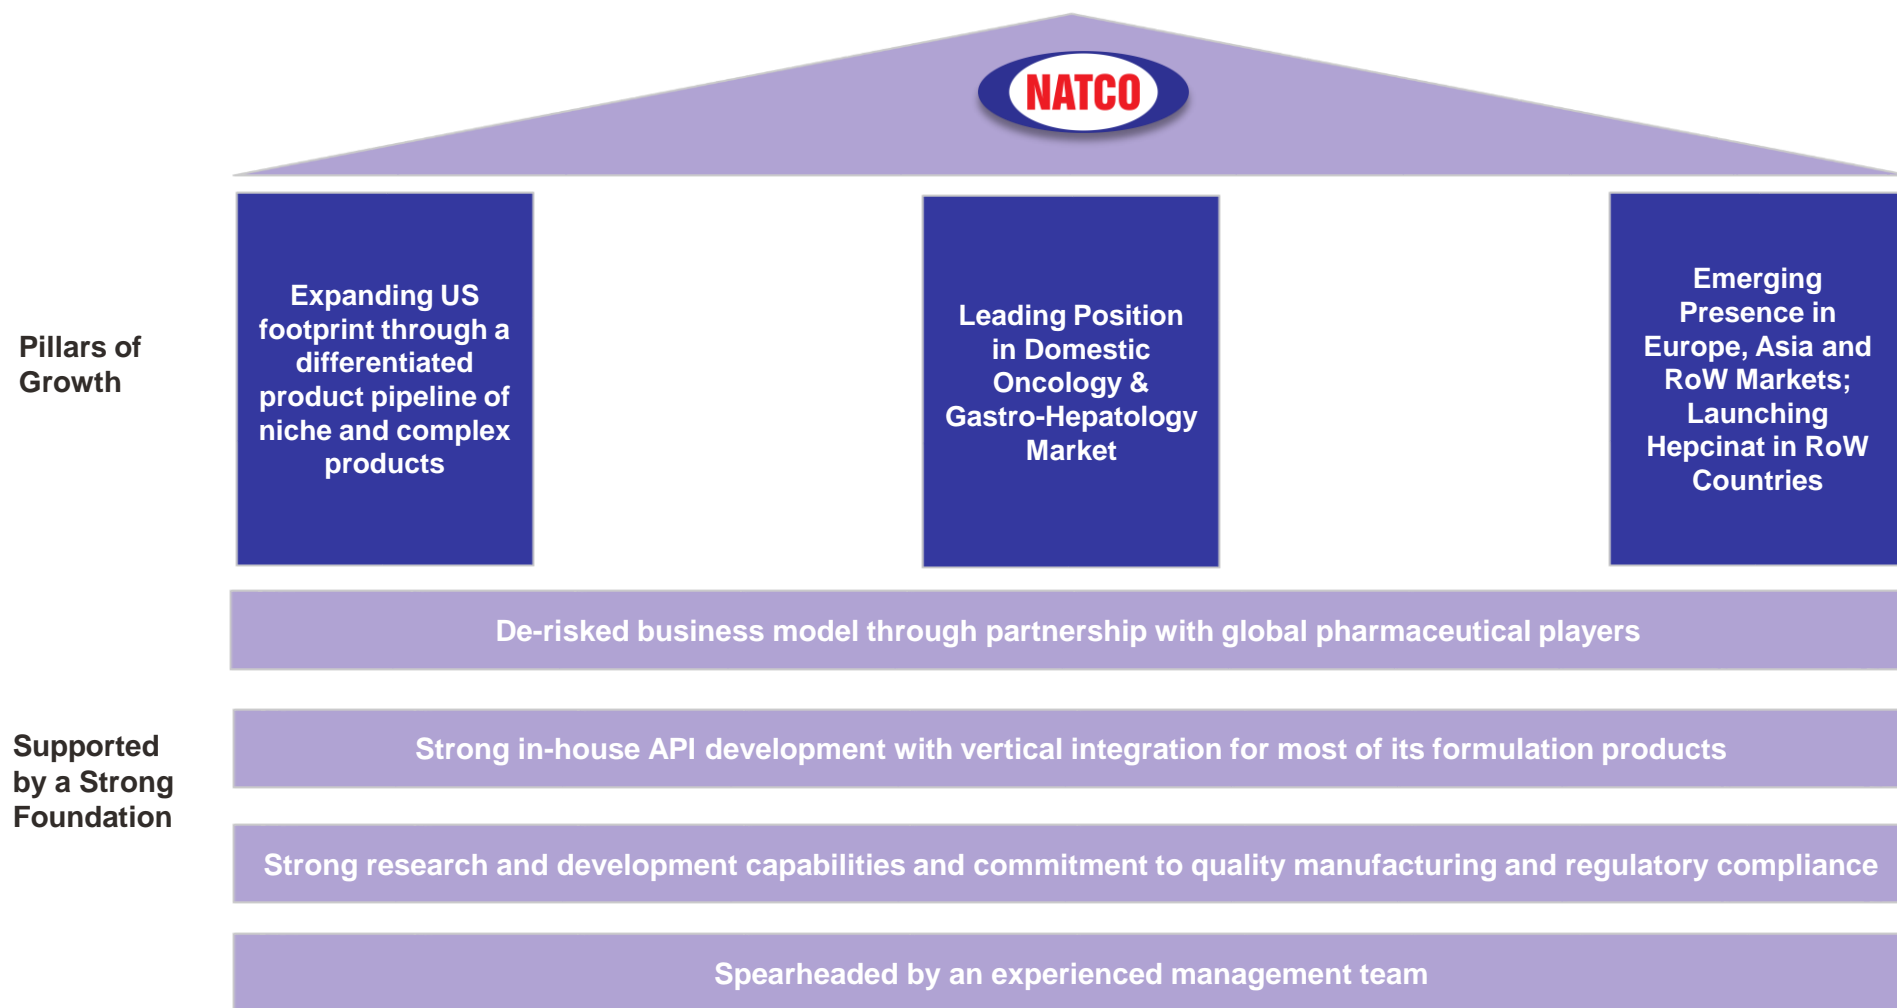 NATCO
Pillars of
Growth
Expanding US
footprint through a
differentiated
product pipeline of
niche and complex
products
Leading Position
in Domestic
Oncology &
Gastro-Hepatology
Market
Emerging
Presence in
Europe, Asia and
RoW Markets;
Launching
Hepcinat in RoW
Countries
Supported
by a Strong
Foundation
De-risked business model through partnership with global pharmaceutical players
Strong in-house API development with vertical integration for most of its formulation products
Strong research and development capabilities and commitment to quality manufacturing and regulatory compliance
Spearheaded by an experienced management team